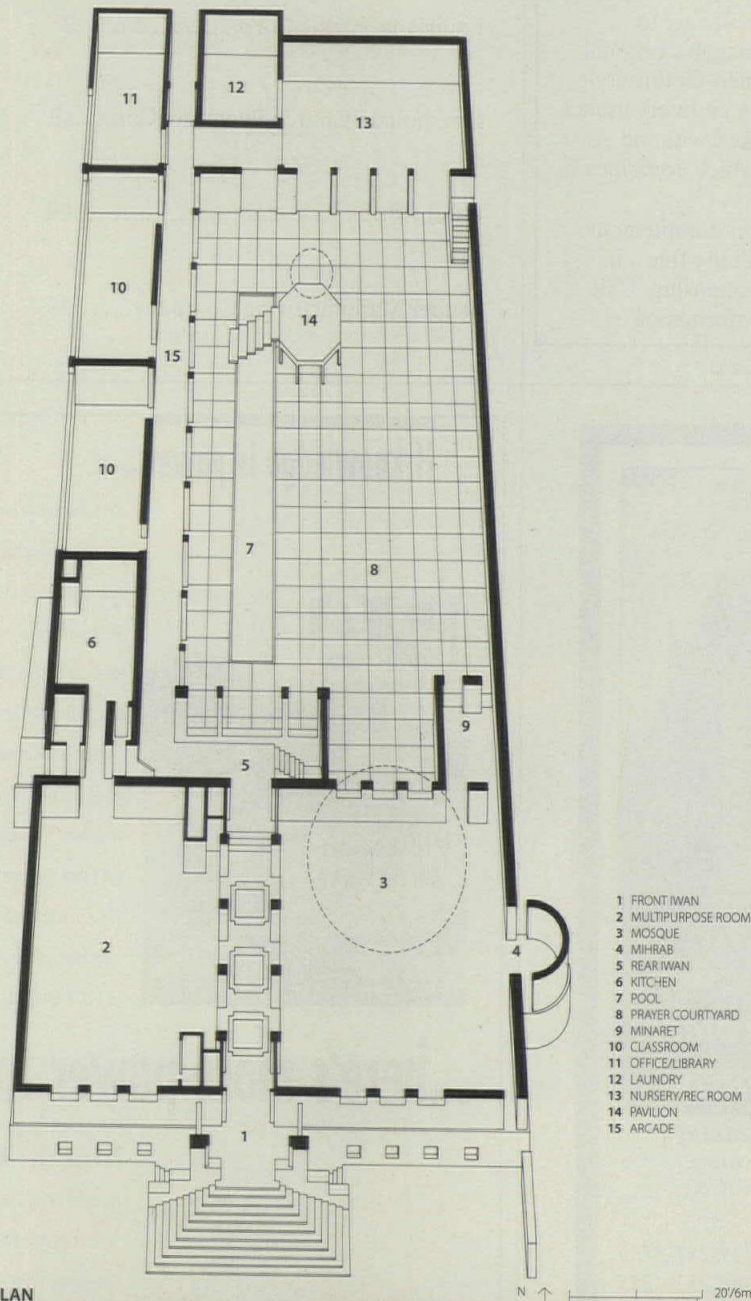 11
12
13
10
14
15
10
7
8
6
9
5
3
2
4
1
1 FRONT IWAN
2 MULTIPURPOSE ROOM
3 MOSQUE
4 MIHRAB
5 REAR IWAN
6 KITCHEN
7 POOL
8 PRAYER COURTYARD
9 MINARET
10 CLASSROOM
11 OFFICE/LIBRARY
12 LAUNDRY
13 NURSERY/REC ROOM
14 PAVILION
15 ARCADE
LAN
N 20'/6m